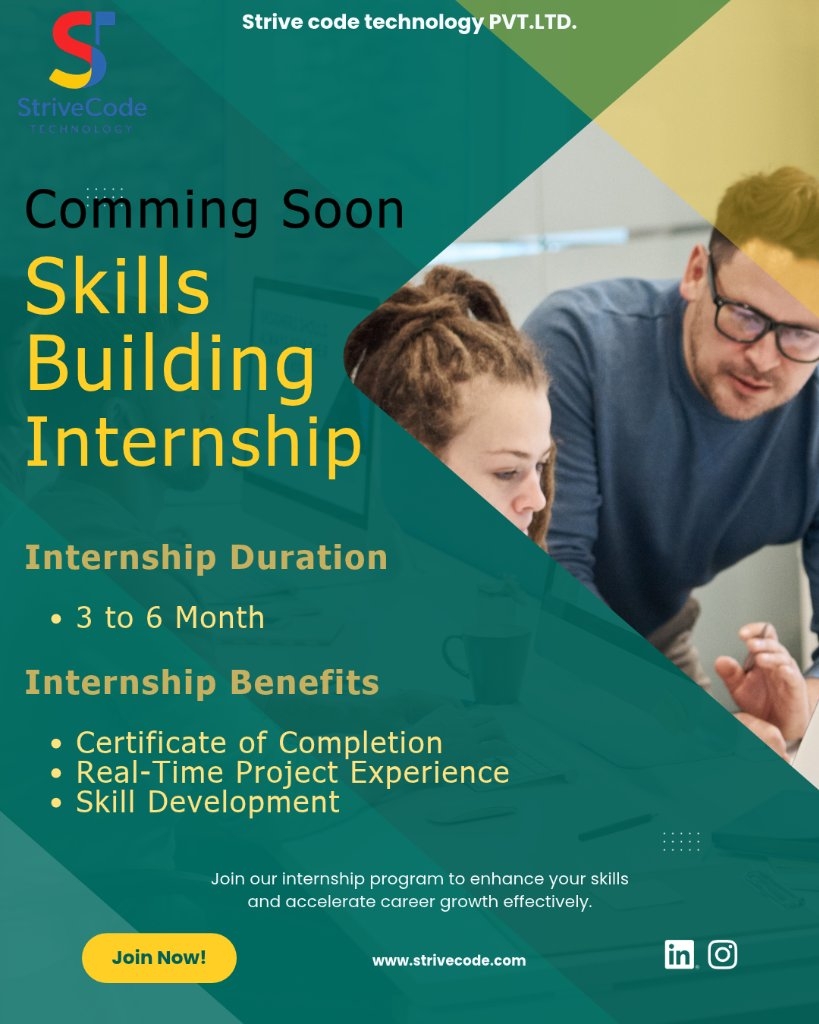 Strive code technology PVT.LTD.
StriveCode
TECHNOLOGY
Comming Soon
Skills
Building
Internship
Internship Duration
• 3 to 6 Month
Internship Benefits
• Certificate of Completion
• Real-Time Project Experience
• Skill Development
Join our internship program to enhance your skills
and accelerate career growth effectively.
Join Now!
www.strivecode.com
in